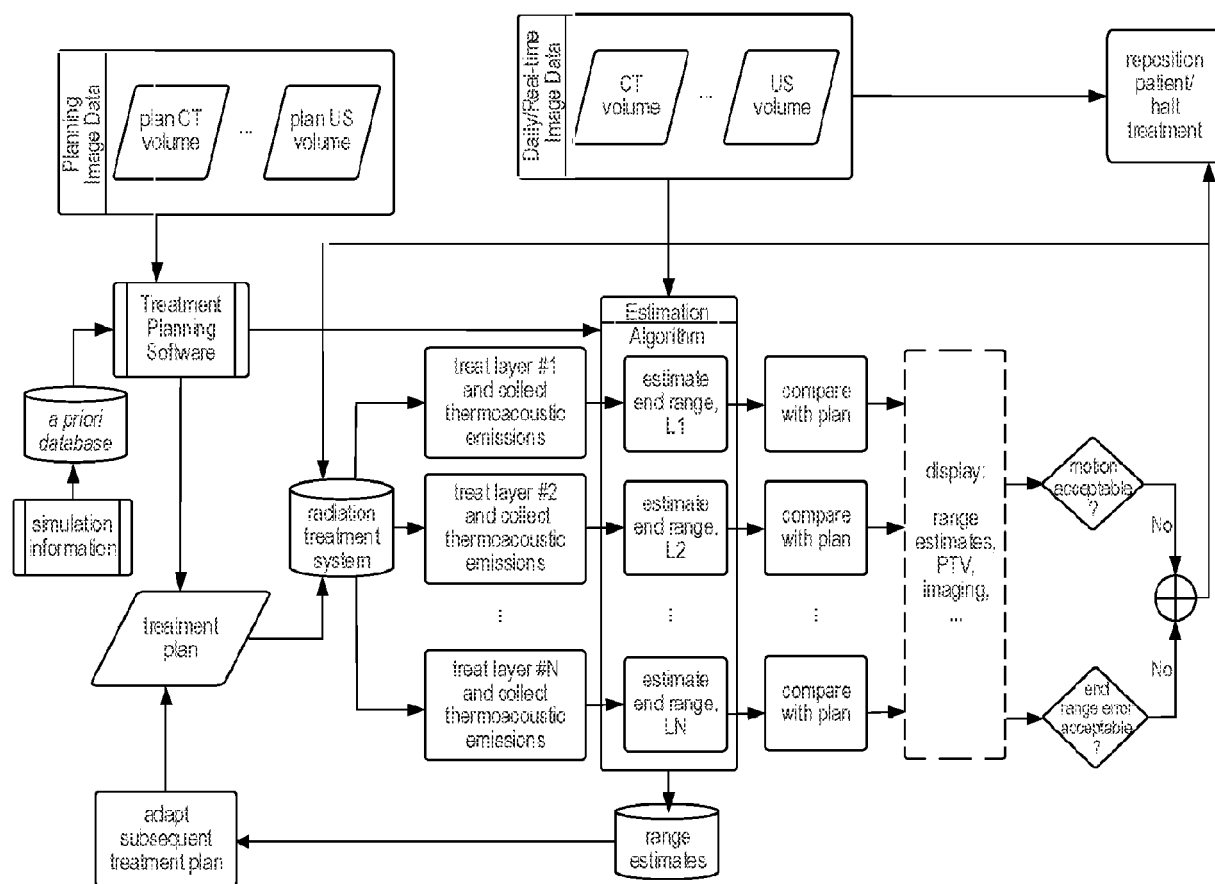 Planning
Image Data
plan CT
volume
...
plan US
volume
Daily/Real-time
Image Data
CT
volume
...
US
volume
reposition
patient/
halt
treatment
Treatment
Planning
Software
a priori
database
simulation
information
treatment
plan
adapt
subsequent
treatment plan
radiation
treatment
system
Estimation
Algorithm
treat layer #1
and collect
thermoacoustic
emissions
estimate
end range,
L1
compare
with plan
treat layer #2
and collect
thermoacoustic
emissions
estimate
end range,
L2
compare
with plan
...
...
...
treat layer #N
and collect
thermoacoustic
emissions
estimate
end range,
LN
compare
with plan
display:
range
estimates,
PTV,
imaging,
...
motion
acceptable
?
No
end
range error
acceptable
?
No
range
estimates